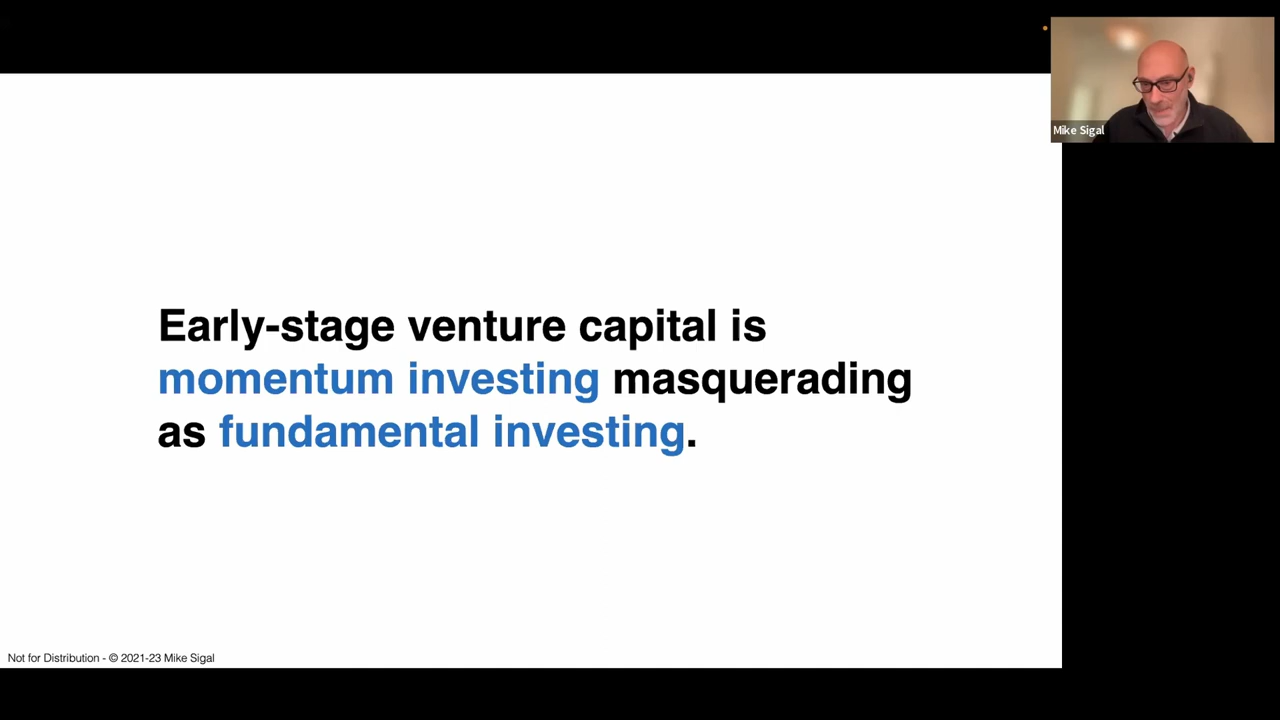 Mike Sigal
Early-stage venture capital is
momentum investing masquerading
as fundamental investing.
Not for Distribution - © 2021-23 Mike Sigal